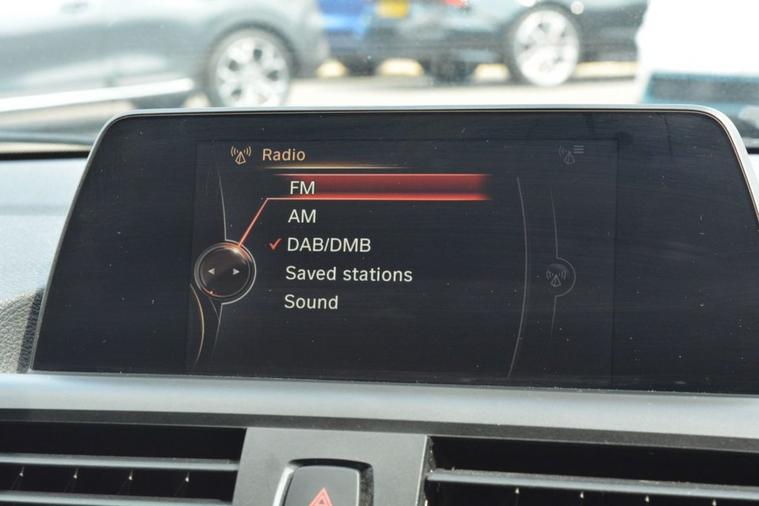 Radio
FM
AM
DAB/DMB
Saved stations
Sound